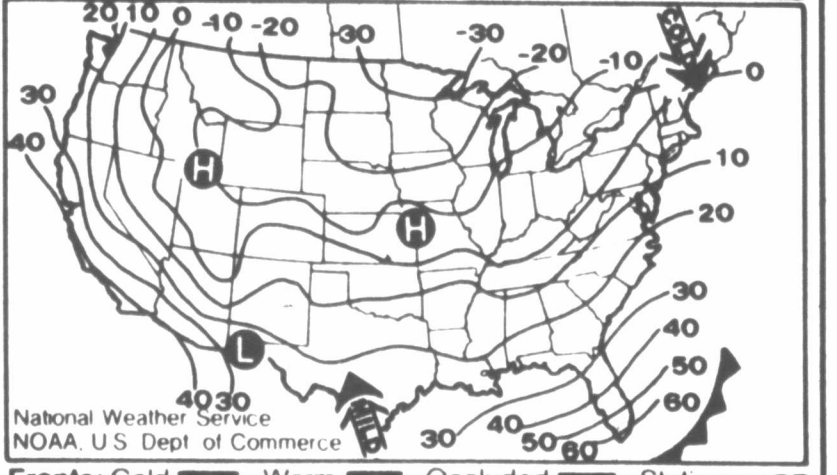 20 10 0 -10 -20 -30 -30 -20 -10 0
30
40
H
H
10
20
30
40
50
60
L
40 30
30 40 50 60
National Weather Service
NOAA, U S Dept of Commerce
COLD
Fronts: Cold Warm Occluded